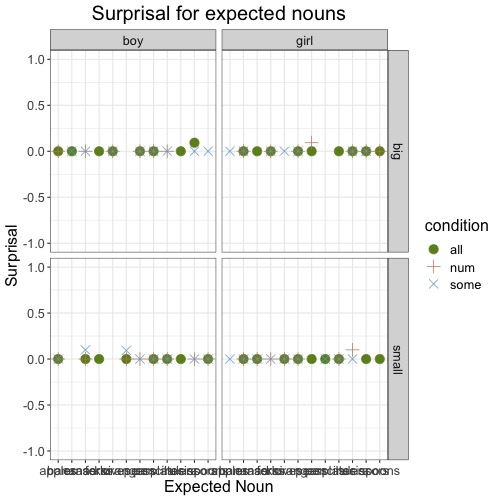 Surprisal for expected nouns
boy
girl
1.0
0.5
0.0
-0.5
-1.0
big
condition
all
num
some
Surprisal
1.0
0.5
0.0
-0.5
-1.0
small
Expected Noun